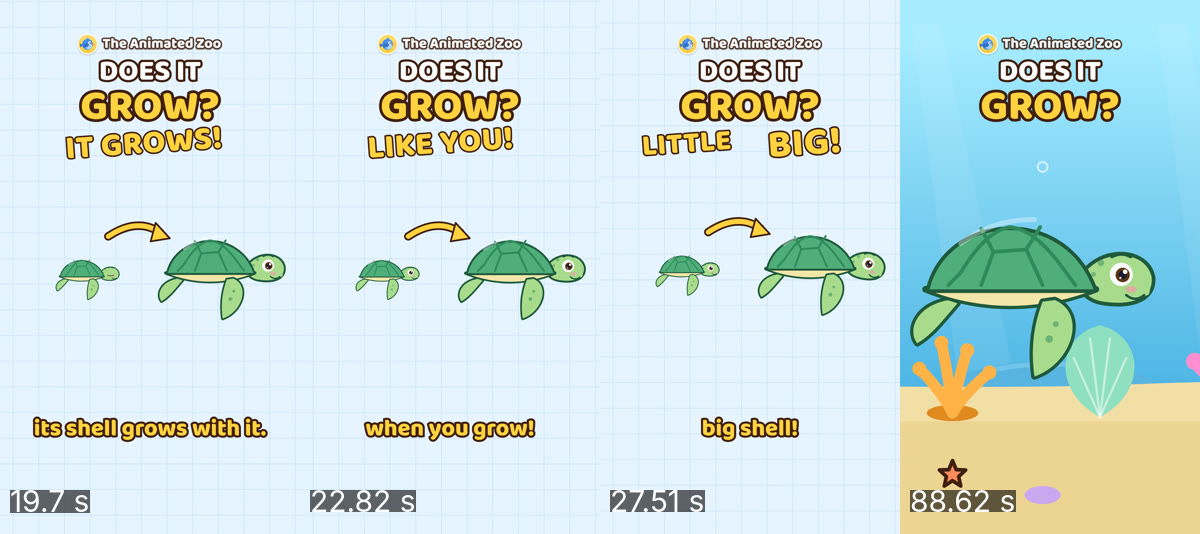 The Animated Zoo
DOES IT
GROW?
IT GROWS!
its shell grows with it.
19.7 s
The Animated Zoo
DOES IT
GROW?
LIKE YOU!
when you grow!
22.82 s
The Animated Zoo
DOES IT
GROW?
LITTLE BIG!
big shell!
27.51 s
The Animated Zoo
DOES IT
GROW?
88.62 s